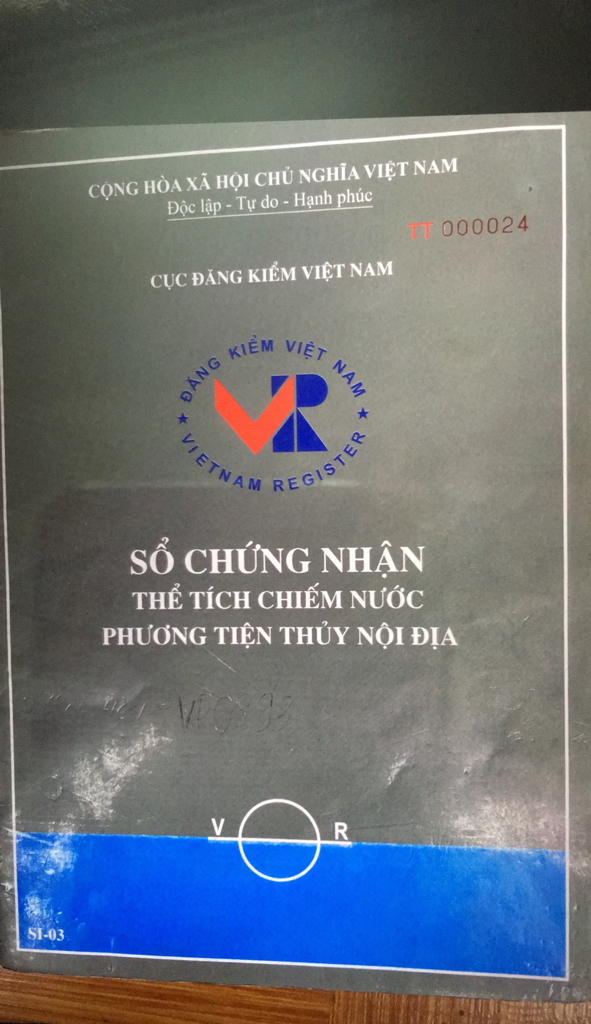 CỘNG HÒA XÃ HỘI CHỦ NGHĨA VIỆT NAM
Độc lập - Tự do - Hạnh phúc
TT 000024
CỤC ĐĂNG KIỂM VIỆT NAM
ĐĂNG KIỂM VIỆT NAM
VR
VIETNAM REGISTER
SỔ CHỨNG NHẬN
THỂ TÍCH CHIẾM NƯỚC
PHƯƠNG TIỆN THỦY NỘI ĐỊA
V R
SI-03